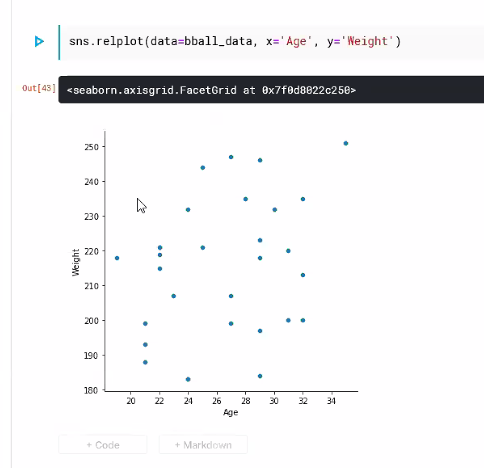 sns.relplot(data=bball_data, x='Age', y='Weight')
Out[43]
<seaborn.axisgrid.FacetGrid at 0x7f0d8022c250>
250
240
230
220
210
200
190
180
Weight
20 22 24 26 28 30 32 34
Age
+ Code + Markdown